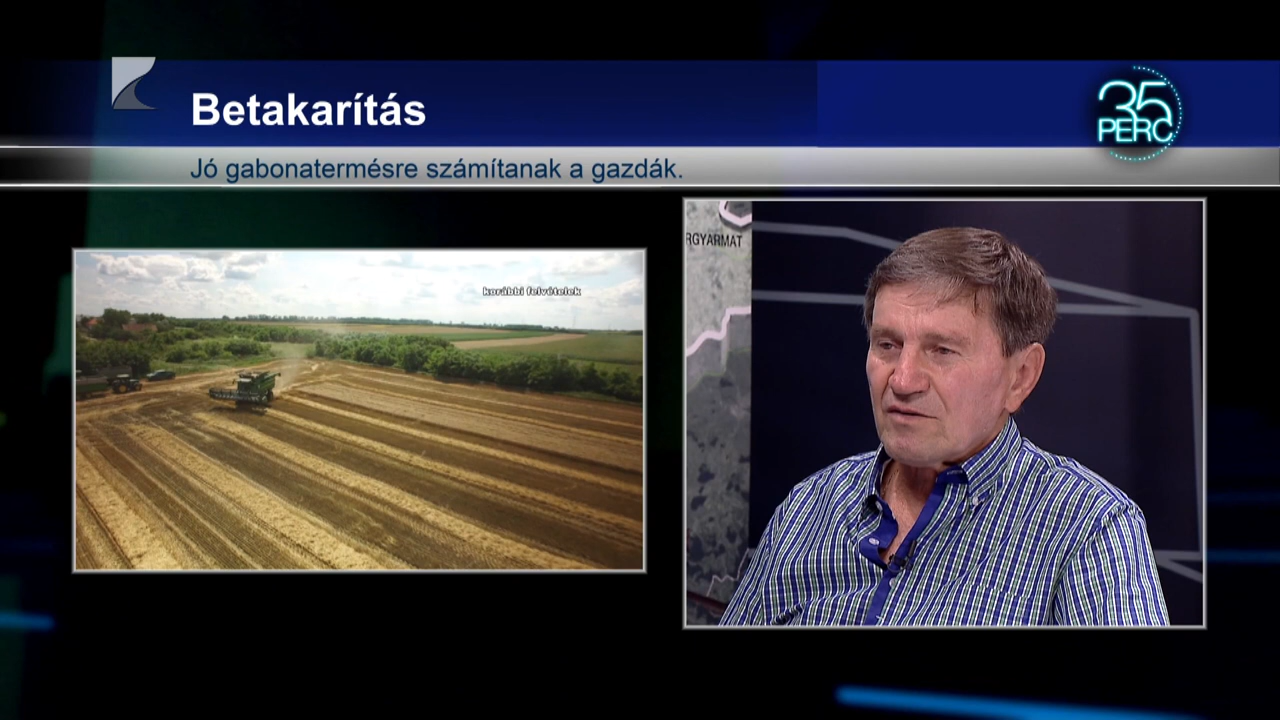 Betakarítás
35
PERC
Jó gabonatermésre számítanak a gazdák.
korábbi felvételek
RGYARMAT